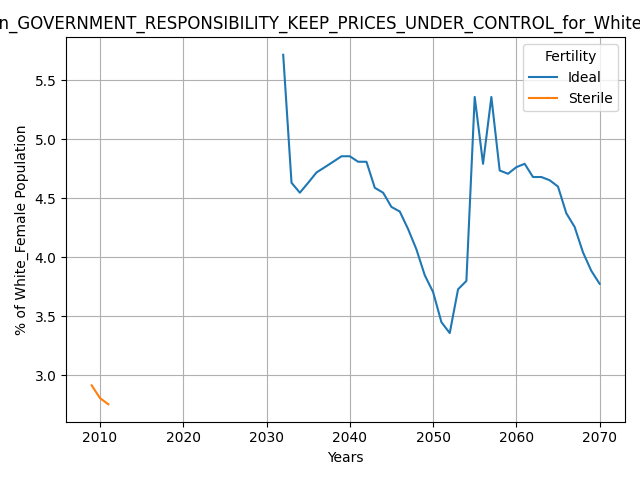 n_GOVERNMENT_RESPONSIBILITY_KEEP_PRICES_UNDER_CONTROL_for_White
Fertility
Ideal
Sterile
% of White_Female Population
5.5
5.0
4.5
4.0
3.5
3.0
2010 2020 2030 2040 2050 2060 2070
Years